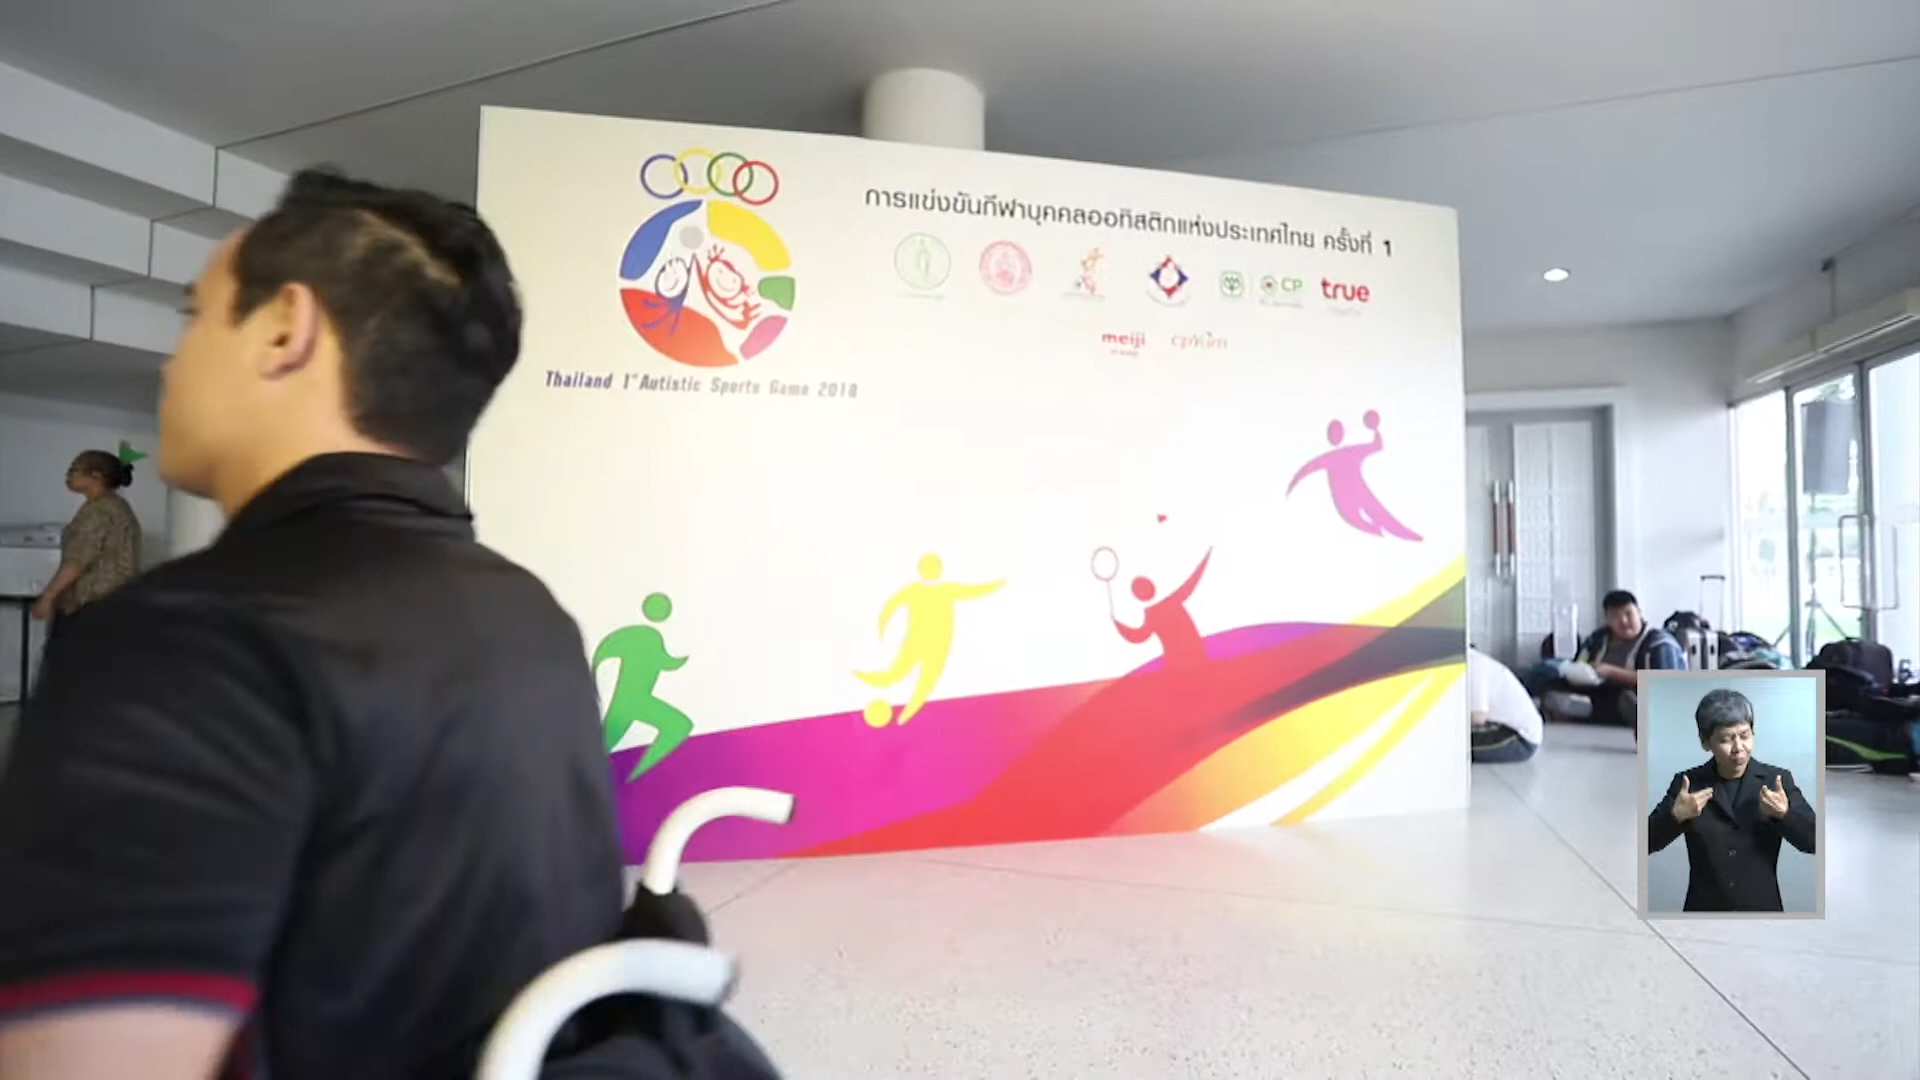 การแข่งขันกีฬาบุคคลออทิสติกแห่งประเทศไทย ครั้งที่ 1
CP
true
meiji
Thailand 1st Autistic Sports Game 2018